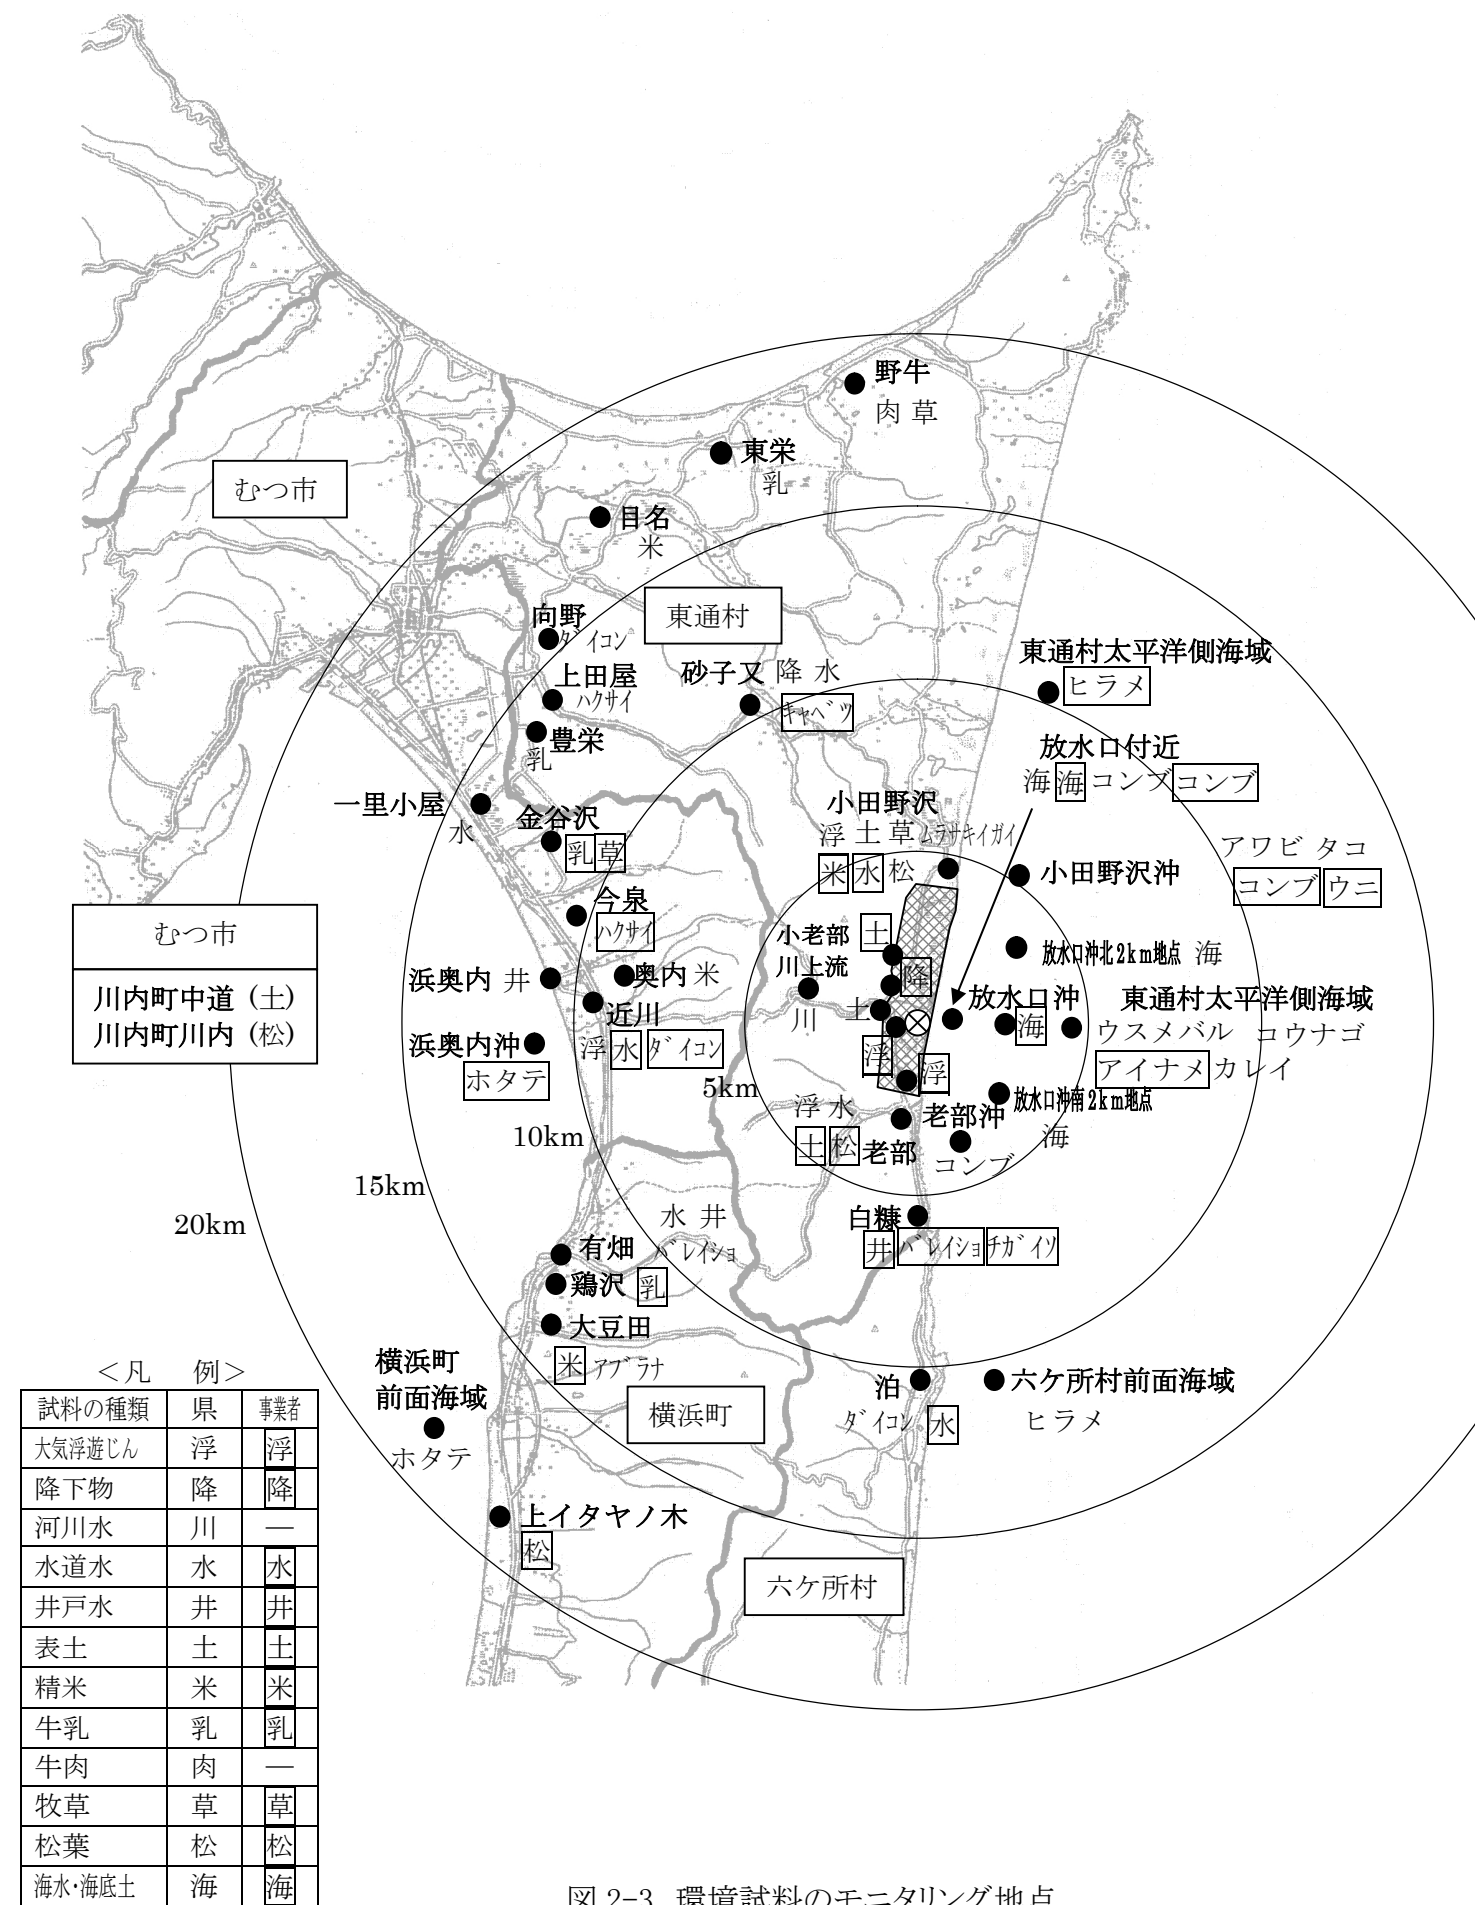 野牛
肉 草
東栄
乳
むつ市
目名
米
東通村
向野
ダイコン
上田屋
ハクサイ
砂子又 降 水
キャベツ
東通村太平洋側海域
ヒラメ
豊栄
乳
放水口付近
海 海 コンブ コンブ
一里小屋
水
金谷沢
乳 草
小田野沢
浮 土 草 ムラサキイガイ
米 水 松
小田野沢沖
アワビ タコ
コンブ ウニ
今泉
ハクサイ
むつ市
川内町中道 (土)
川内町川内 (松)
小老部 土
川上流
川
降
土
浮
浮
放水口沖北2km地点 海
浜奥内 井
奥内 米
近川
浮 水 ダイコン
浜奥内沖
ホタテ
放水口沖
海
東通村太平洋側海域
ウスメバル コウナゴ
アイナメ カレイ
放水口沖南2km地点
海
5km
10km
15km
20km
浮 水
土 松 老部
老部沖
コンブ
白糠
井 バレイショ チガイソ
水 井
有畑 バレイショ
鶏沢 乳
大豆田
米 アブラナ
横浜町
前面海域
ホタテ
横浜町
泊
ダイコン 水
六ケ所村前面海域
ヒラメ
上イタヤノ木
松
六ケ所村
<凡 例>
試料の種類 県 事業者
大気浮遊じん 浮 浮
降下物 降 降
河川水 川 ―
水道水 水 水
井戸水 井 井
表土 土 土
精米 米 米
牛乳 乳 乳
牛肉 肉 ―
牧草 草 草
松葉 松 松
海水・海底土 海 海
図 2-3 環境試料のモニタリング地点